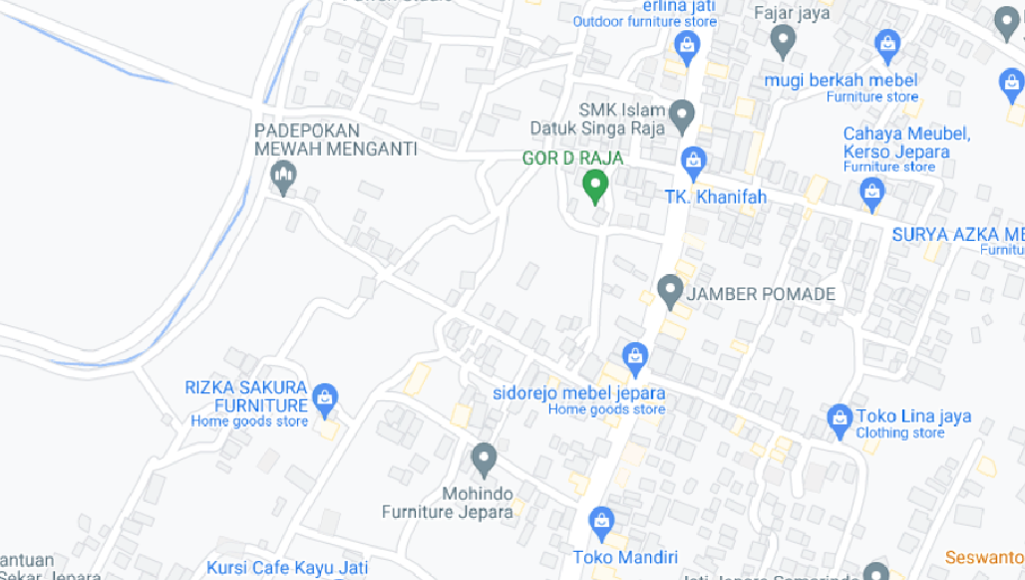 erlina jati
Outdoor furniture store
Fajar jaya
mugi berkah mebel
Furniture store
SMK Islam
Datuk Singa Raja
PADEPOKAN
MEWAH MENGANTI
Cahaya Meubel,
Kerso Jepara
Furniture store
GOR D RAJA
TK. Khanifah
SURYA AZKA ME
Furnitu
JAMBER POMADE
RIZKA SAKURA
FURNITURE
Home goods store
sidorejo mebel jepara
Home goods store
Toko Lina jaya
Clothing store
Mohindo
Furniture Jepara
Toko Mandiri
Seswanto
antuan
Sekar Jepara
Kursi Cafe Kayu Jati